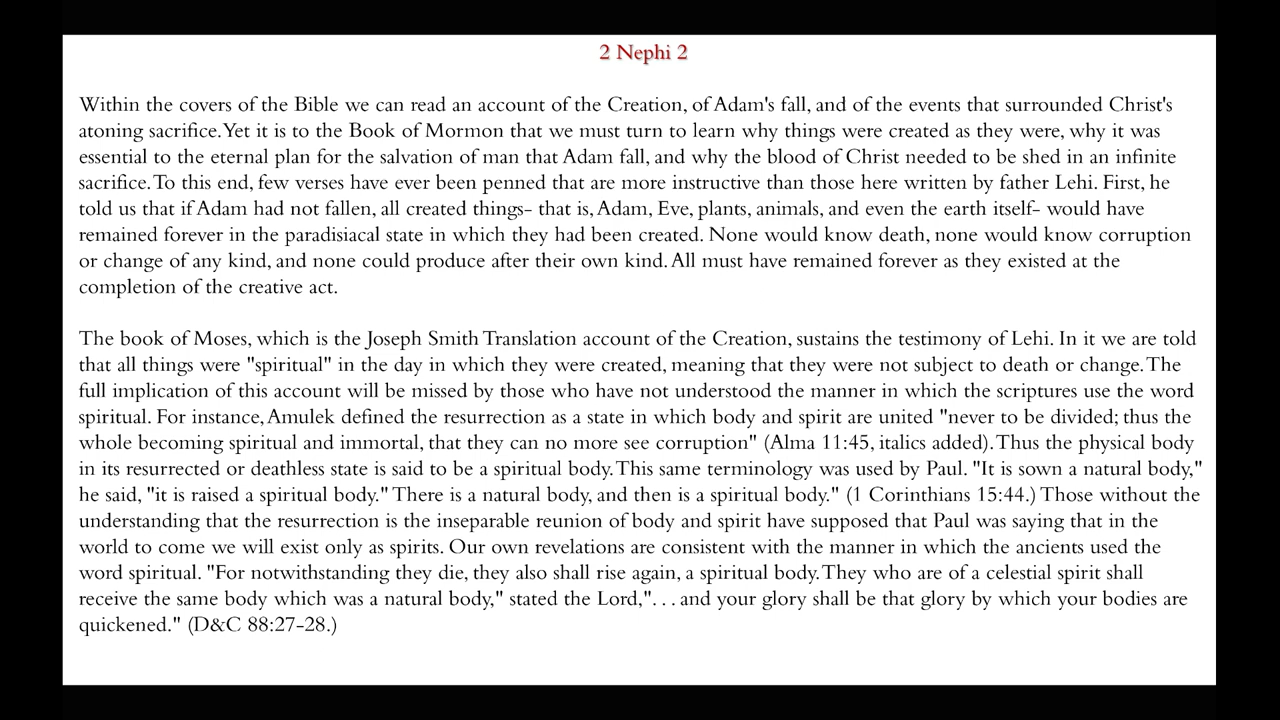 2 Nephi 2
Within the covers of the Bible we can read an account of the Creation, of Adam's fall, and of the events that surrounded Christ's
atoning sacrifice. Yet it is to the Book of Mormon that we must turn to learn why things were created as they were, why it was
essential to the eternal plan for the salvation of man that Adam fall, and why the blood of Christ needed to be shed in an infinite
sacrifice. To this end, few verses have ever been penned that are more instructive than those here written by father Lehi. First, he
told us that if Adam had not fallen, all created things- that is, Adam, Eve, plants, animals, and even the earth itself- would have
remained forever in the paradisiacal state in which they had been created. None would know death, none would know corruption
or change of any kind, and none could produce after their own kind. All must have remained forever as they existed at the
completion of the creative act.
The book of Moses, which is the Joseph Smith Translation account of the Creation, sustains the testimony of Lehi. In it we are told
that all things were "spiritual" in the day in which they were created, meaning that they were not subject to death or change. The
full implication of this account will be missed by those who have not understood the manner in which the scriptures use the word
spiritual. For instance, Amulek defined the resurrection as a state in which body and spirit are united "never to be divided; thus the
whole becoming spiritual and immortal, that they can no more see corruption" (Alma 11:45, italics added). Thus the physical body
in its resurrected or deathless state is said to be a spiritual body. This same terminology was used by Paul. "It is sown a natural body,"
he said, "it is raised a spiritual body." There is a natural body, and then is a spiritual body." (1 Corinthians 15:44.) Those without the
understanding that the resurrection is the inseparable reunion of body and spirit have supposed that Paul was saying that in the
world to come we will exist only as spirits. Our own revelations are consistent with the manner in which the ancients used the
word spiritual. "For notwithstanding they die, they also shall rise again, a spiritual body. They who are of a celestial spirit shall
receive the same body which was a natural body," stated the Lord,". . . and your glory shall be that glory by which your bodies are
quickened." (D&C 88:27-28.)